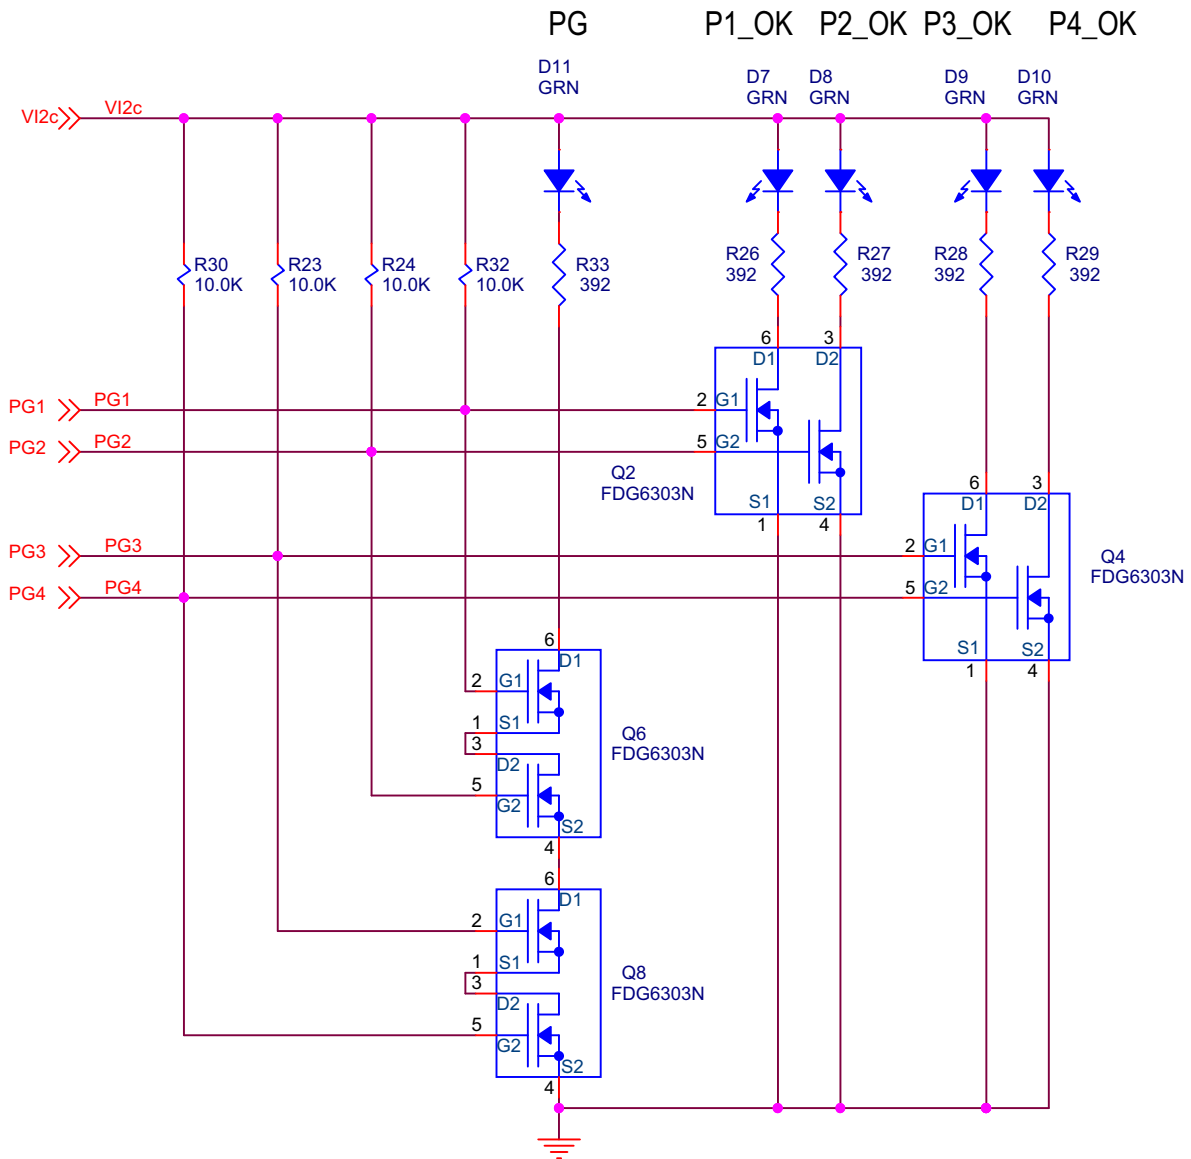 PG P1_OK P2_OK P3_OK P4_OK
D11 D7 D8 D9 D10
GRN GRN GRN GRN GRN
VI2c VI2c
R30 R23 R24 R32 R33 R26 R27 R28 R29
10.0K 10.0K 10.0K 10.0K 392 392 392 392 392
6 3
D1 D2
PG1 PG1 2 G1
PG2 PG2 5 G2
Q2
FDG6303N
S1 S2
1 4
6 3
D1 D2
PG3 PG3 2 G1
Q4
FDG6303N
PG4 PG4 5 G2
S1 S2
1 4
6
D1
2 G1
1 S1
Q6
FDG6303N
3
D2
5
G2
S2
4
6
D1
2 G1
1 S1
Q8
FDG6303N
3
D2
5
G2
S2
4